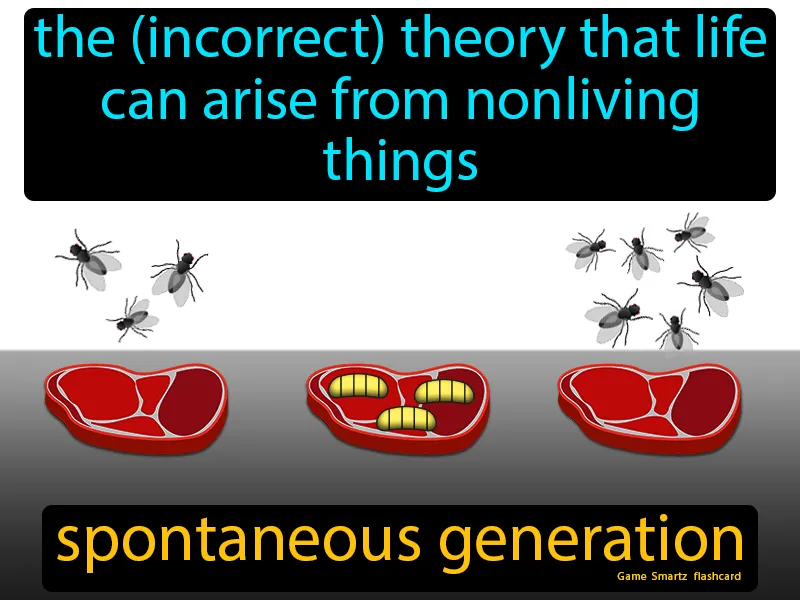 the (incorrect) theory that life
can arise from nonliving
things
spontaneous generation
Game Smartz flashcard